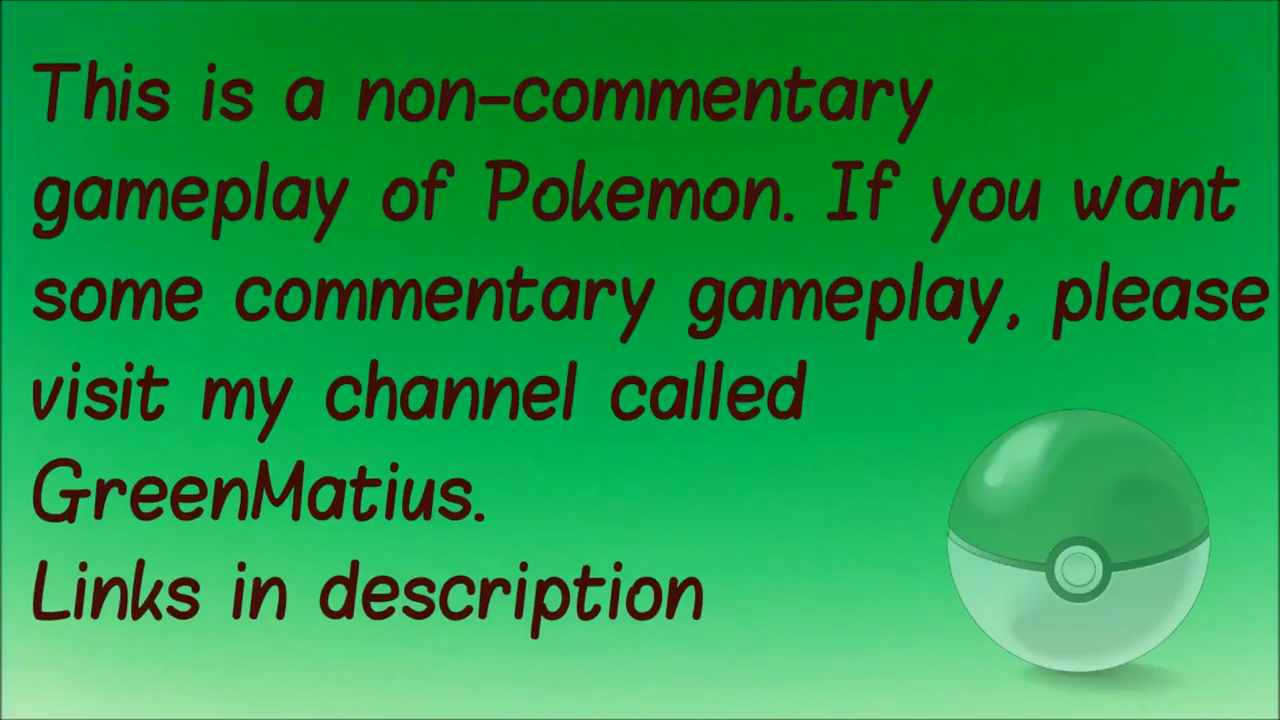 This is a non-commentary
gameplay of Pokemon. If you want
some commentary gameplay, please
visit my channel called
GreenMatius.
Links in description